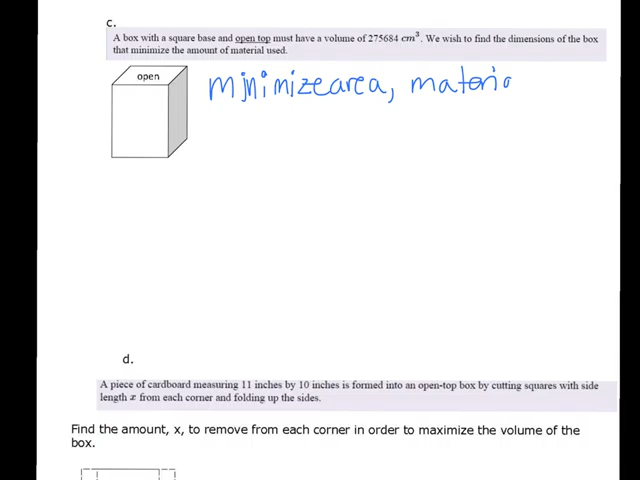 c.
A box with a square base and open top must have a volume of 275684 cm³. We wish to find the dimensions of the box
that minimize the amount of material used.
open
minimize area, materia
d.
A piece of cardboard measuring 11 inches by 10 inches is formed into an open-top box by cutting squares with side
length x from each corner and folding up the sides.
Find the amount, x, to remove from each corner in order to maximize the volume of the
box.